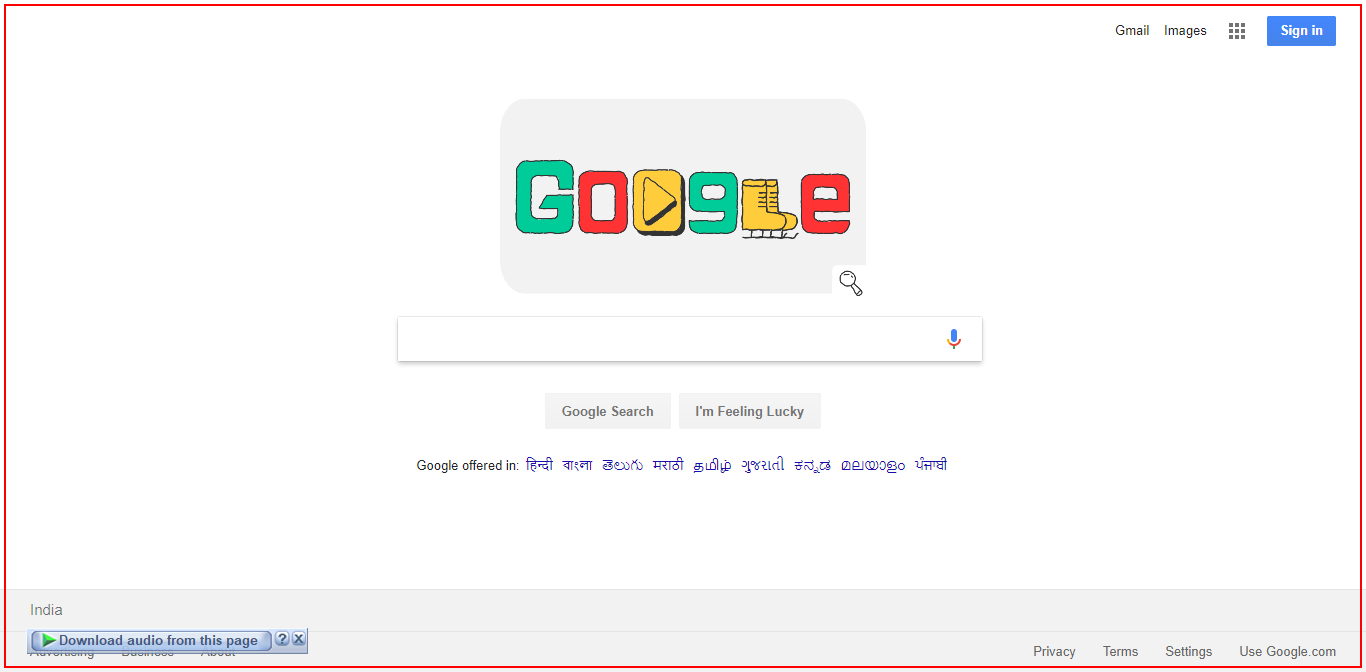 Gmail Images Sign in
Google
Google Search I'm Feeling Lucky
Google offered in: हिन्दी বাংলা తెలుగు मराठी தமிழ் ગુજરાતી ಕನ್ನಡ മലയാളം ਪੰਜਾਬੀ
India
Download audio from this page ? X
Advertising Business About Privacy Terms Settings Use Google.com